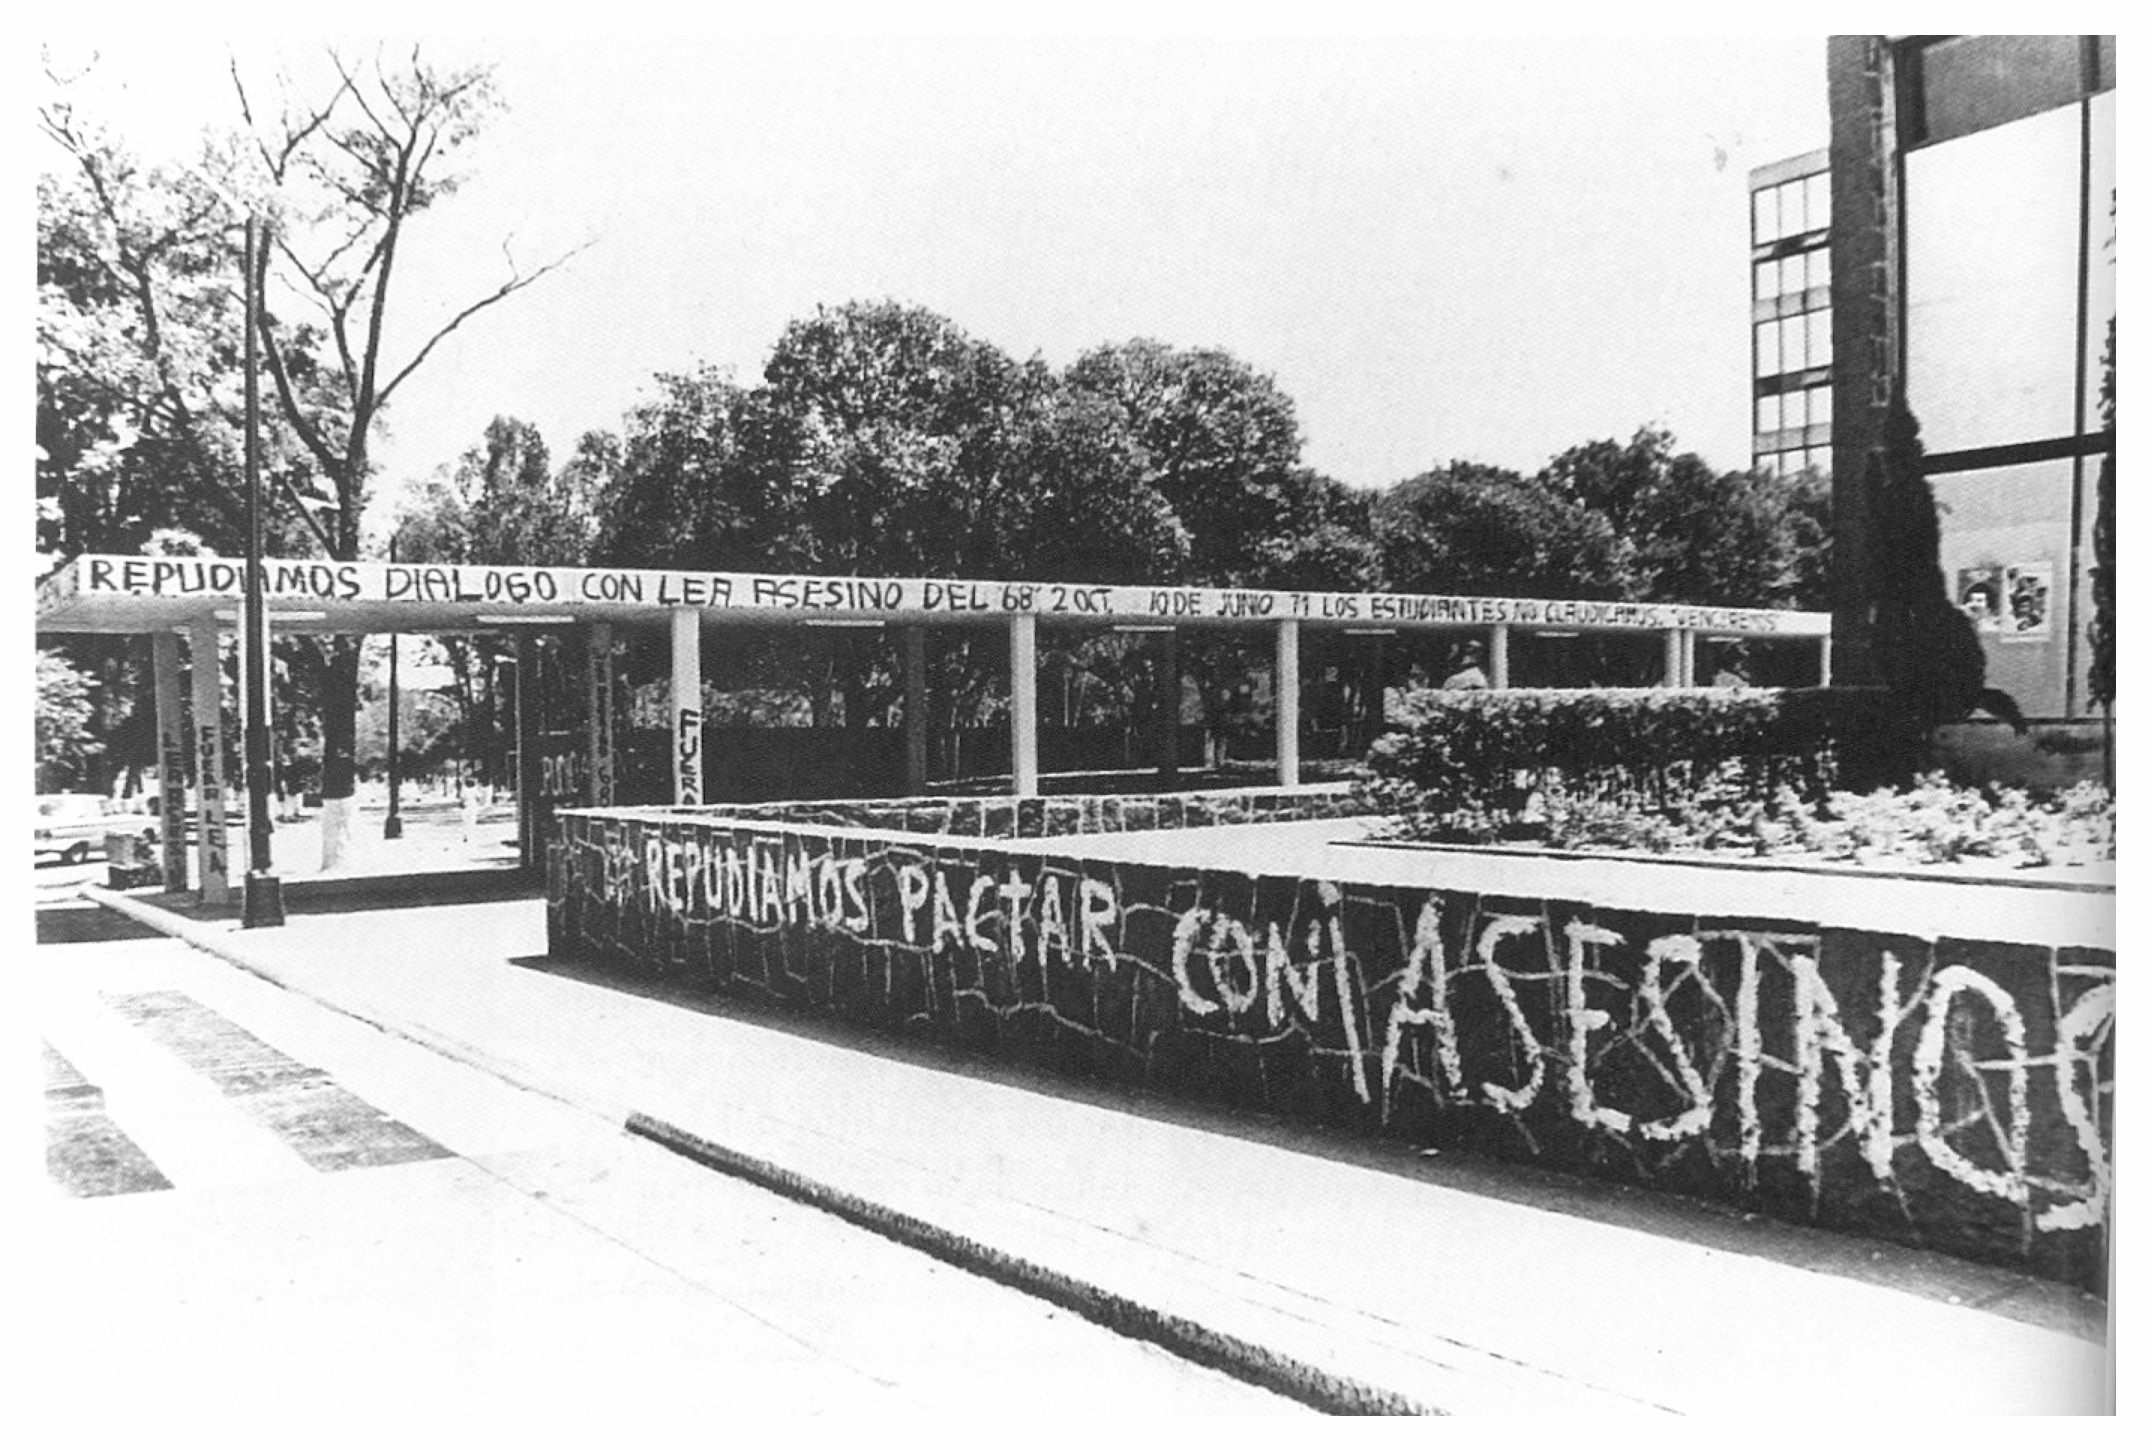 REPUDIAMOS DIALOGO CON LEA ASESINO DEL '68' 2 OCT. 10 DE JUNIO 71 LOS ESTUDIANTES NO CLAUDICAMOS. "VENCEREMOS"
FUER LEA
FUERA
REPUDIAMOS PACTAR CON ASESINOS